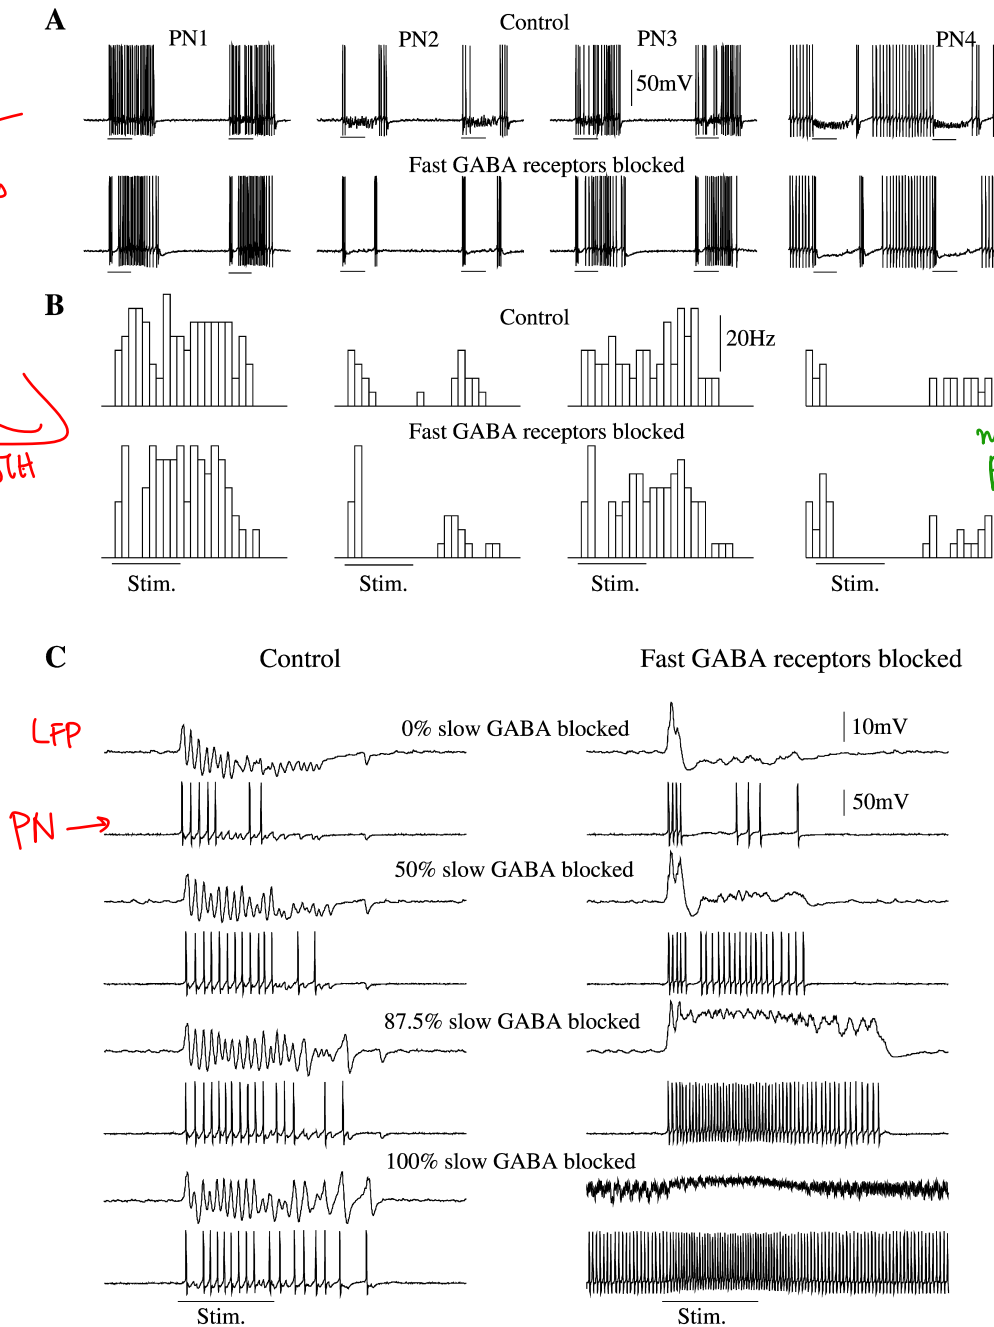 A
Control
PN1
PN2
PN3
PN4
50mV
Fast GABA receptors blocked
B
Control
20Hz
Fast GABA receptors blocked
Stim.
Stim.
Stim.
Stim.
C
Control
Fast GABA receptors blocked
LFP
0% slow GABA blocked
10mV
PN →
50mV
50% slow GABA blocked
87.5% slow GABA blocked
100% slow GABA blocked
Stim.
Stim.